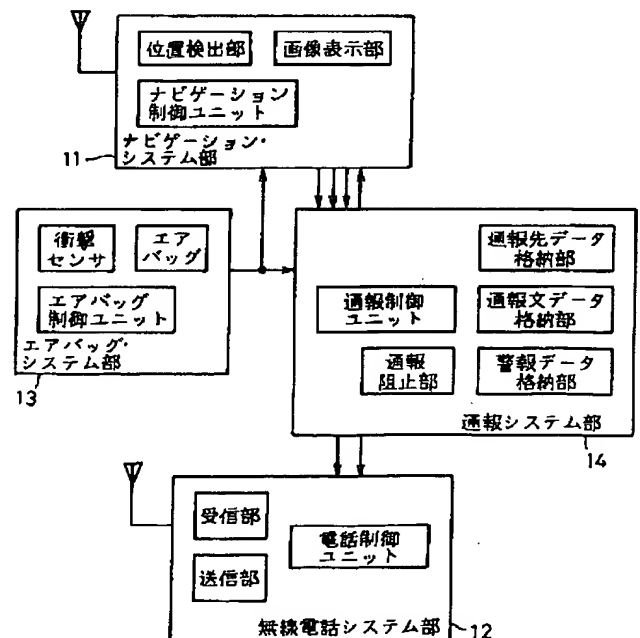 位置検出部
画像表示部
ナビゲーション
制御ユニット
ナビゲーション・
システム部
11
衝撃
センサ
エア
バッグ
エアバッグ
制御ユニット
エアバッグ・
システム部
13
通報先データ
格納部
通報制御
ユニット
通報文データ
格納部
通報
阻止部
警報データ
格納部
通報システム部
14
受信部
電話制御
ユニット
送信部
無線電話システム部
12